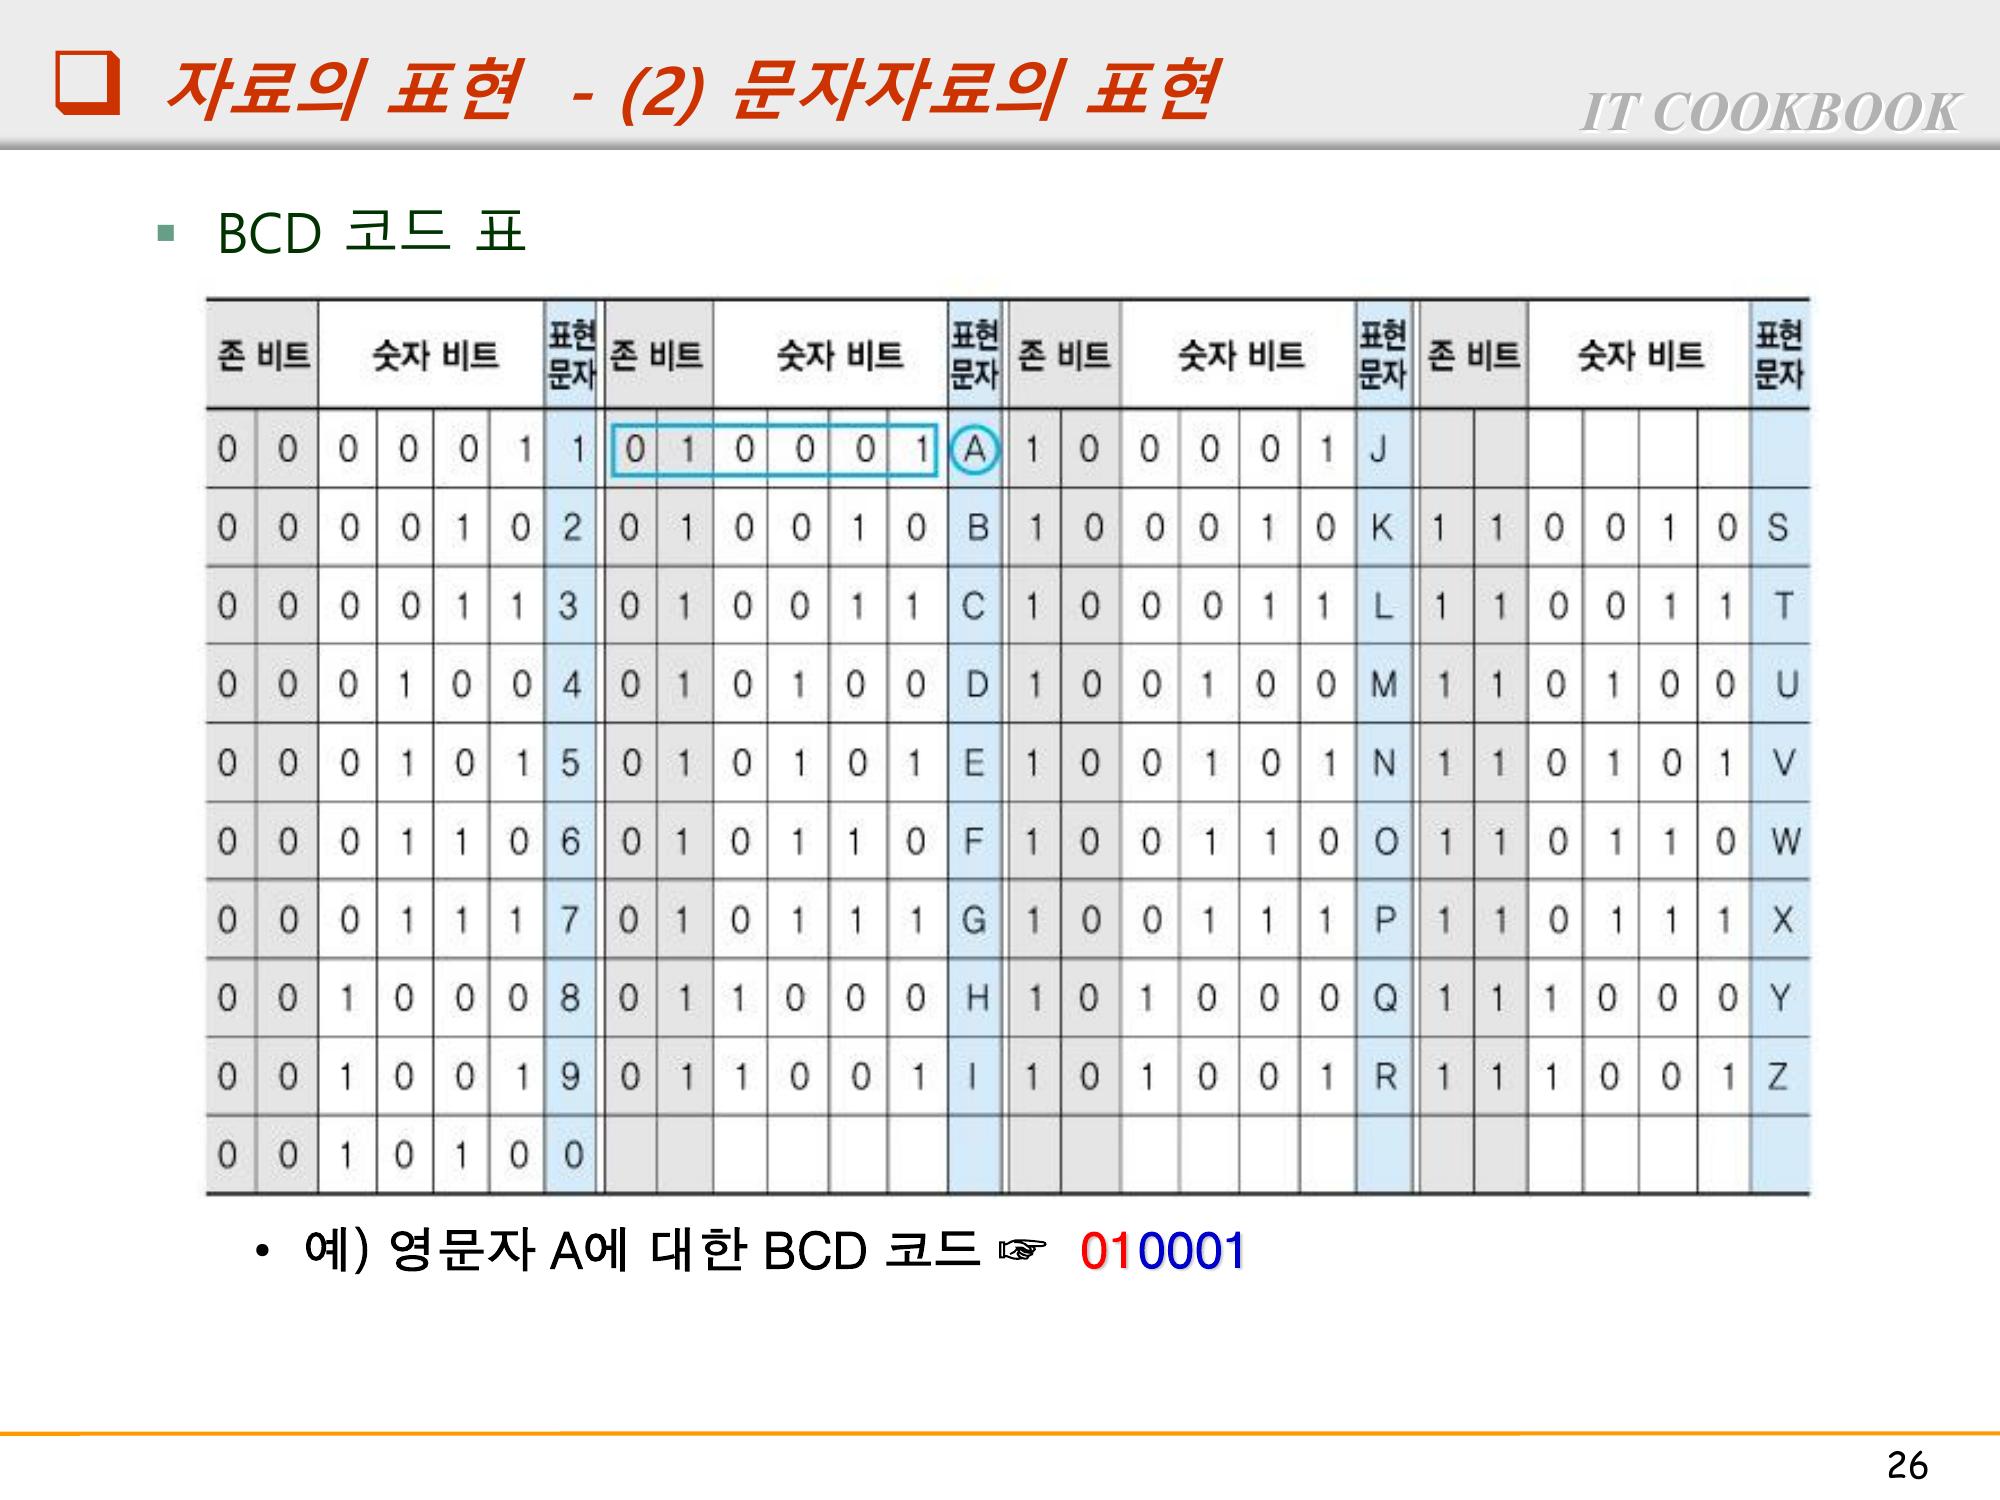 ❑ 자료의 표현 - (2) 문자자료의 표현
IT COOKBOOK
▪ BCD 코드 표
존 비트 숫자 비트 표현 문자 존 비트 숫자 비트 표현 문자 존 비트 숫자 비트 표현 문자 존 비트 숫자 비트 표현 문자
0 0 0 0 0 1 1 0 1 0 0 0 1 A 1 0 0 0 0 1 J
0 0 0 0 1 0 2 0 1 0 0 1 0 B 1 0 0 0 1 0 K 1 1 0 0 1 0 S
0 0 0 0 1 1 3 0 1 0 0 1 1 C 1 0 0 0 1 1 L 1 1 0 0 1 1 T
0 0 0 1 0 0 4 0 1 0 1 0 0 D 1 0 0 1 0 0 M 1 1 0 1 0 0 U
0 0 0 1 0 1 5 0 1 0 1 0 1 E 1 0 0 1 0 1 N 1 1 0 1 0 1 V
0 0 0 1 1 0 6 0 1 0 1 1 0 F 1 0 0 1 1 0 O 1 1 0 1 1 0 W
0 0 0 1 1 1 7 0 1 0 1 1 1 G 1 0 0 1 1 1 P 1 1 0 1 1 1 X
0 0 1 0 0 0 8 0 1 1 0 0 0 H 1 0 1 0 0 0 Q 1 1 1 0 0 0 Y
0 0 1 0 0 1 9 0 1 1 0 0 1 I 1 0 1 0 0 1 R 1 1 1 0 0 1 Z
0 0 1 0 1 0 0
• 예) 영문자 A에 대한 BCD 코드 ☞ 010001
26